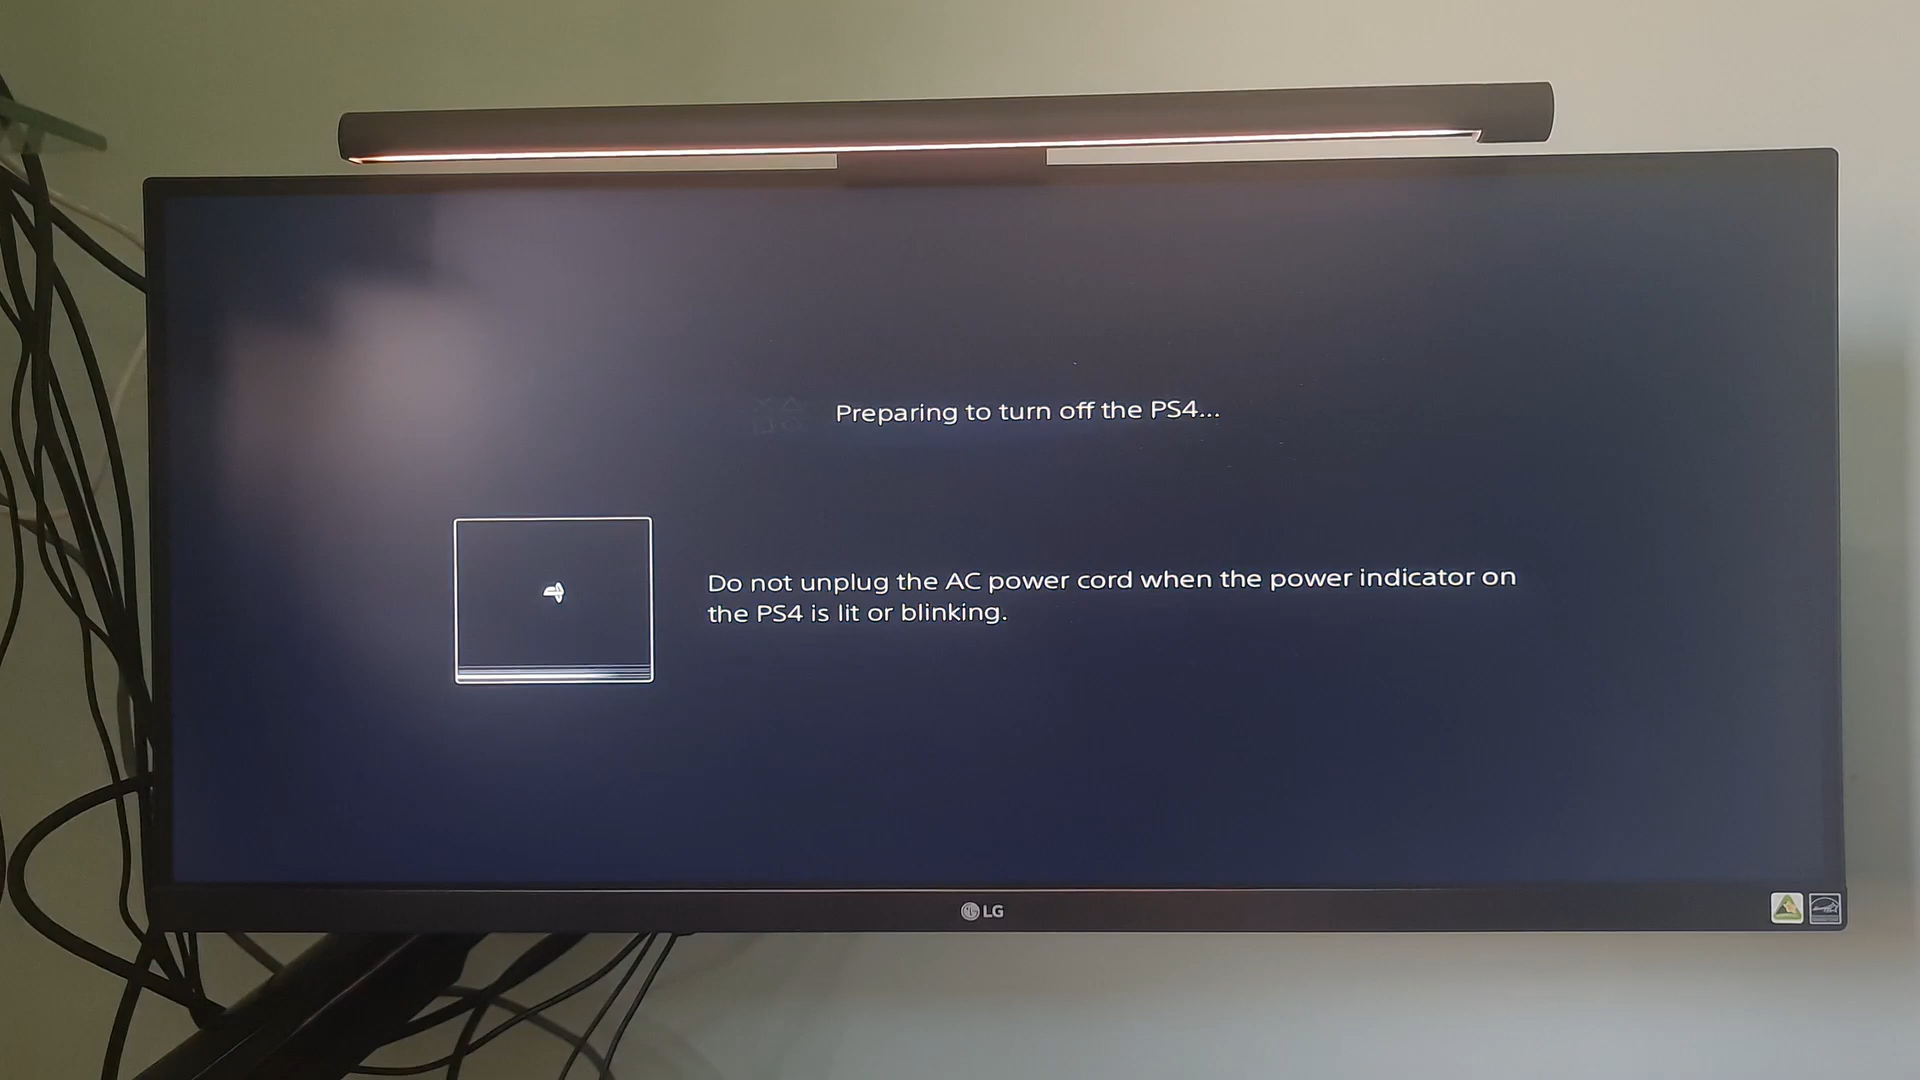 Preparing to turn off the PS4...
Do not unplug the AC power cord when the power indicator on
the PS4 is lit or blinking.
LG